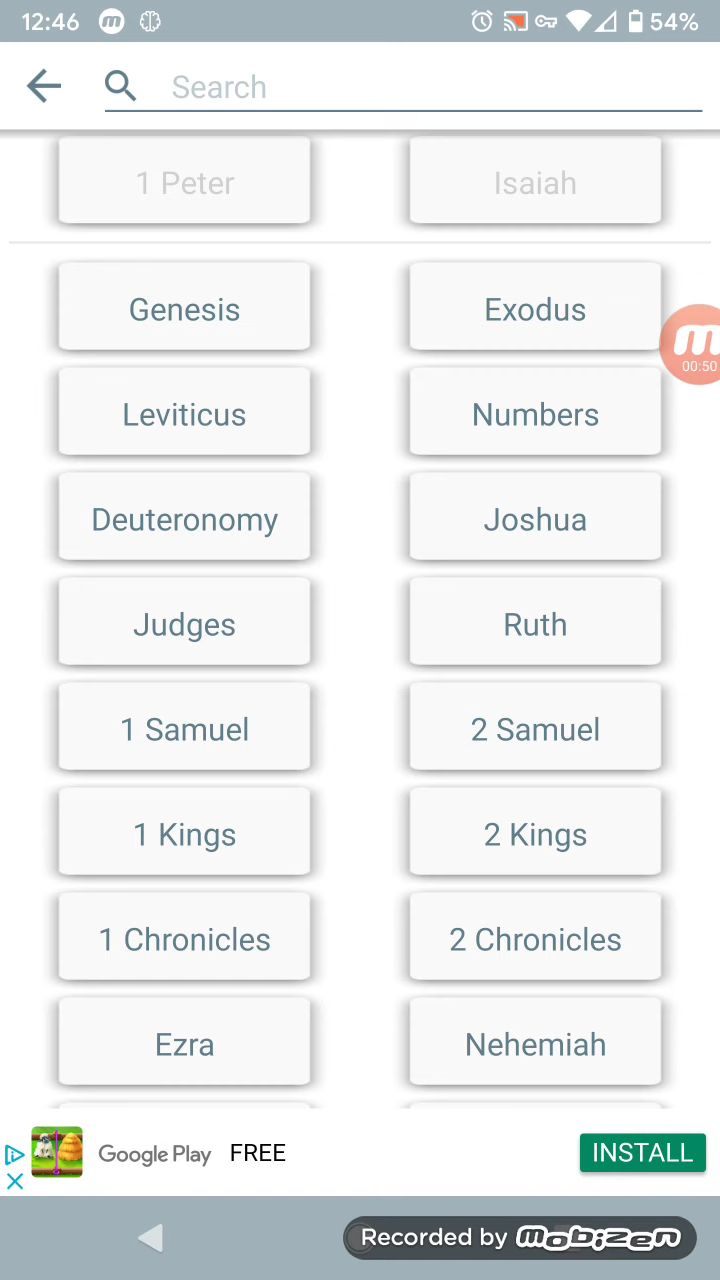 12:46 54%
Search
1 Peter Isaiah
Genesis Exodus
00:50
Leviticus Numbers
Deuteronomy Joshua
Judges Ruth
1 Samuel 2 Samuel
1 Kings 2 Kings
1 Chronicles 2 Chronicles
Ezra Nehemiah
Google Play FREE INSTALL
Recorded by mobizen